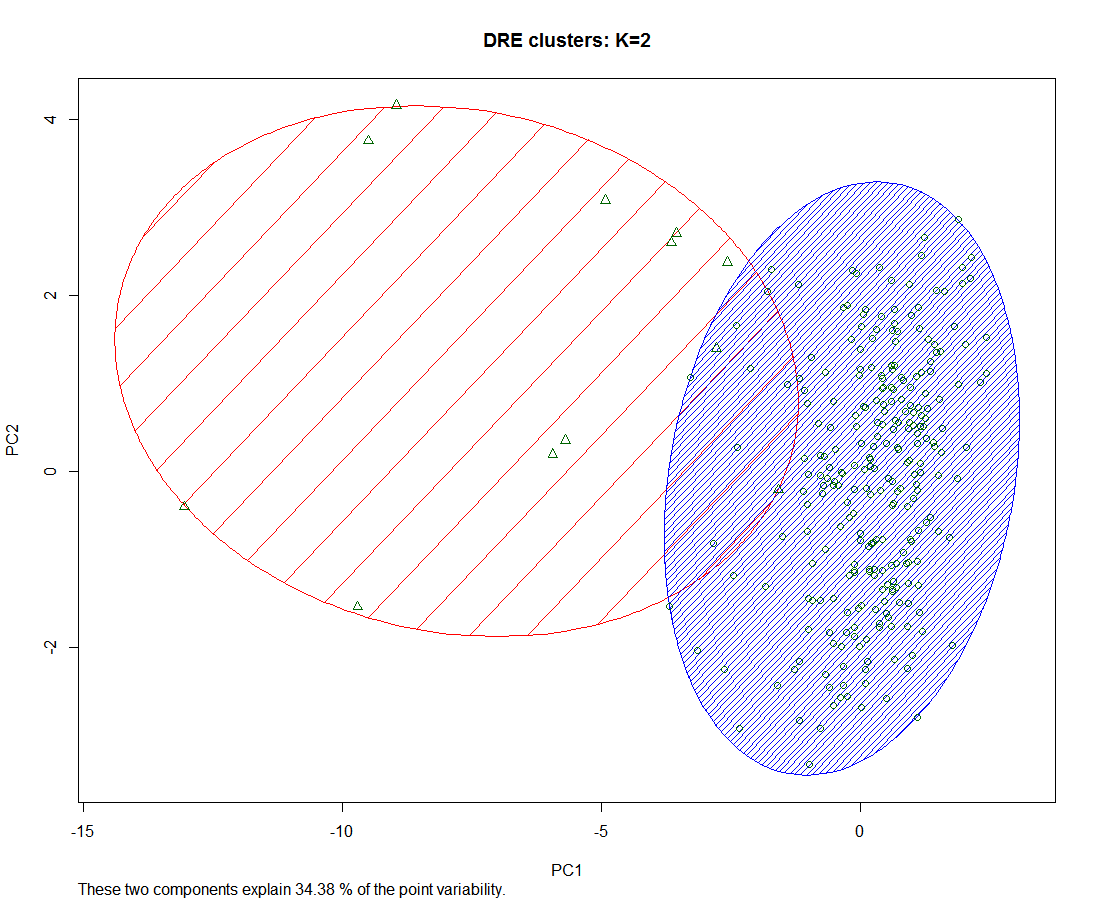 DRE clusters: K=2
4
2
0
-2
PC2
-15 -10 -5 0
PC1
These two components explain 34.38 % of the point variability.